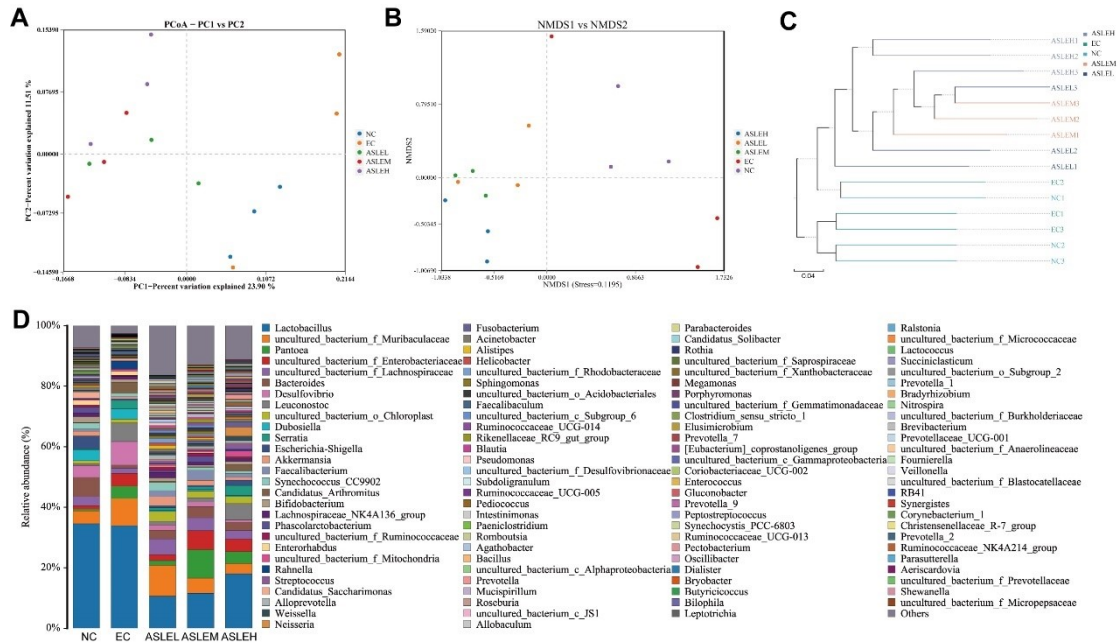 A
PCoA – PC1 vs PC2
0.15390
0.07695
0.00000
−0.07295
−0.14590
PC2−Percent variation explained 11.51 %
−0.1668
−0.0834
0.0000
0.1072
0.2144
PC1−Percent variation explained 23.90 %
NC
EC
ASLEL
ASLEM
ASLEH
B
NMDS1 vs NMDS2
0.00000
-0.50345
-1.00690
NMDS2
-1.0338
-0.5169
0.0000
0.8663
1.7326
NMDS1 (Stress=0.1195)
ASLEH
ASLEL
ASLEM
EC
NC
C
ASLEH1
ASLEH2
ASLEH3
ASLEL3
ASLEM3
ASLEM2
ASLEM1
ASLEL2
ASLEL1
EC2
NC1
EC1
EC3
NC2
NC3
0.04
ASLEH
EC
NC
ASLEM
ASLEL
D
100%
80%
60%
40%
20%
0%
Relative abundance (%)
NC
EC
ASLEL
ASLEM
ASLEH
Lactobacillus
uncultured_bacterium_f_Muribaculaceae
Pantoea
uncultured_bacterium_f_Enterobacteriaceae
uncultured_bacterium_f_Lachnospiraceae
Bacteroides
Desulfovibrio
Leuconostoc
uncultured_bacterium_o_Chloroplast
Dubosiella
Serratia
Escherichia-Shigella
Akkermansia
Faecalibacterium
Synechococcus_CC9902
Candidatus_Arthromitus
Bifidobacterium
Lachnospiraceae_NK4A136_group
Phascolarctobacterium
uncultured_bacterium_f_Ruminococcaceae
Enterorhabdus
uncultured_bacterium_f_Mitochondria
Rahnella
Streptococcus
Candidatus_Saccharimonas
Alloprevotella
Weissella
Neisseria
Fusobacterium
Acinetobacter
Alistipes
Helicobacter
uncultured_bacterium_f_Rhodobacteraceae
Sphingomonas
uncultured_bacterium_o_Acidobacteriales
Faecalibaculum
uncultured_bacterium_c_Subgroup_6
Ruminococcaceae_UCG-014
Rikenellaceae_RC9_gut_group
Blautia
Pseudomonas
uncultured_bacterium_f_Desulfovibrionaceae
Subdoligranulum
Ruminococcaceae_UCG-005
Pediococcus
Intestinimonas
Paeniclostridium
Romboutsia
Agathobacter
Bacillus
uncultured_bacterium_c_Alphaproteobacteria
Prevotella
Mucispirillum
Roseburia
uncultured_bacterium_c_JS1
Allobaculum
Parabacteroides
Candidatus_Solibacter
Rothia
uncultured_bacterium_f_Saprospiraceae
uncultured_bacterium_f_Xanthobacteraceae
Megamonas
Porphyromonas
uncultured_bacterium_f_Gemmatimonadaceae
Clostridium_sensu_stricto_1
Elusimicrobium
Prevotella_7
[Eubacterium]_coprostanoligenes_group
uncultured_bacterium_c_Gammaproteobacteria
Coriobacteriaceae_UCG-002
Enterococcus
Gluconobacter
Prevotella_9
Peptostreptococcus
Synechocystis_PCC-6803
Ruminococcaceae_UCG-013
Pectobacterium
Oscillibacter
Dialister
Bryobacter
Butyricicoccus
Bilophila
Leptotrichia
Ralstonia
uncultured_bacterium_f_Micrococcaceae
Lactococcus
Succiniclasticum
uncultured_bacterium_o_Subgroup_2
Prevotella_1
Bradyrhizobium
Nitrospira
uncultured_bacterium_f_Burkholderiaceae
Brevibacterium
Prevotellaceae_UCG-001
uncultured_bacterium_f_Anaerolineaceae
Fournierella
Veillonella
uncultured_bacterium_f_Blastocatellaceae
RB41
Synergistes
Corynebacterium_1
Christensenellaceae_R-7_group
Prevotella_2
Ruminococcaceae_NK4A214_group
Parasutterella
Aeriscardovia
uncultured_bacterium_f_Prevotellaceae
Shewanella
uncultured_bacterium_f_Micropepsaceae
Others